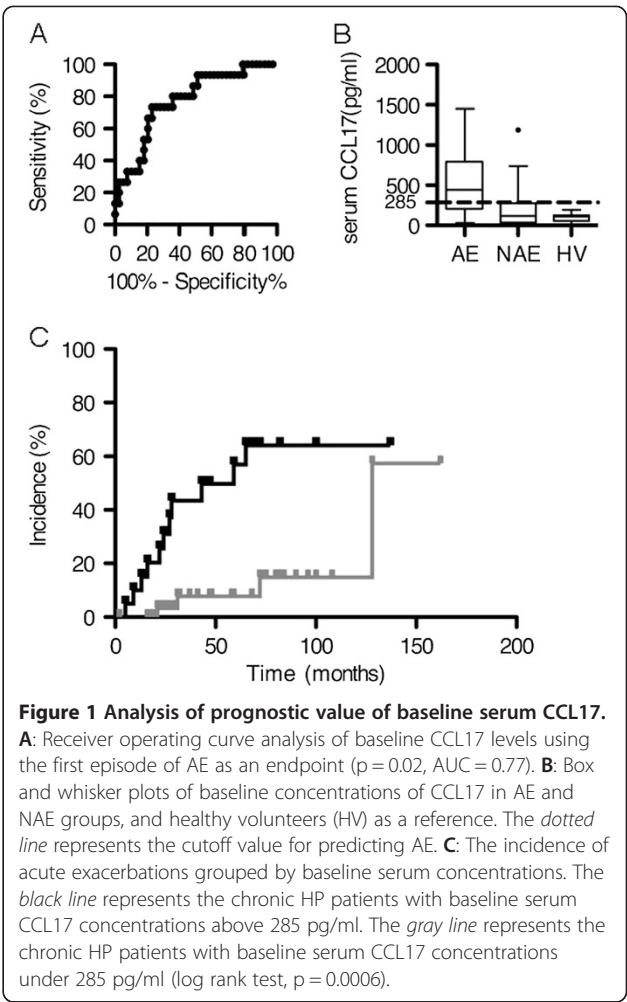 A
B
Sensitivity (%)
100
80
60
40
20
0
0 20 40 60 80 100
100% - Specificity%
serum CCL17(pg/ml)
2000
1500
1000
500
285
0
AE NAE HV
C
Incidence (%)
100
80
60
40
20
0
0 50 100 150 200
Time (months)
Figure 1 Analysis of prognostic value of baseline serum CCL17.
A: Receiver operating curve analysis of baseline CCL17 levels using
the first episode of AE as an endpoint (p = 0.02, AUC = 0.77). B: Box
and whisker plots of baseline concentrations of CCL17 in AE and
NAE groups, and healthy volunteers (HV) as a reference. The dotted
line represents the cutoff value for predicting AE. C: The incidence of
acute exacerbations grouped by baseline serum concentrations. The
black line represents the chronic HP patients with baseline serum
CCL17 concentrations above 285 pg/ml. The gray line represents the
chronic HP patients with baseline serum CCL17 concentrations
under 285 pg/ml (log rank test, p = 0.0006).